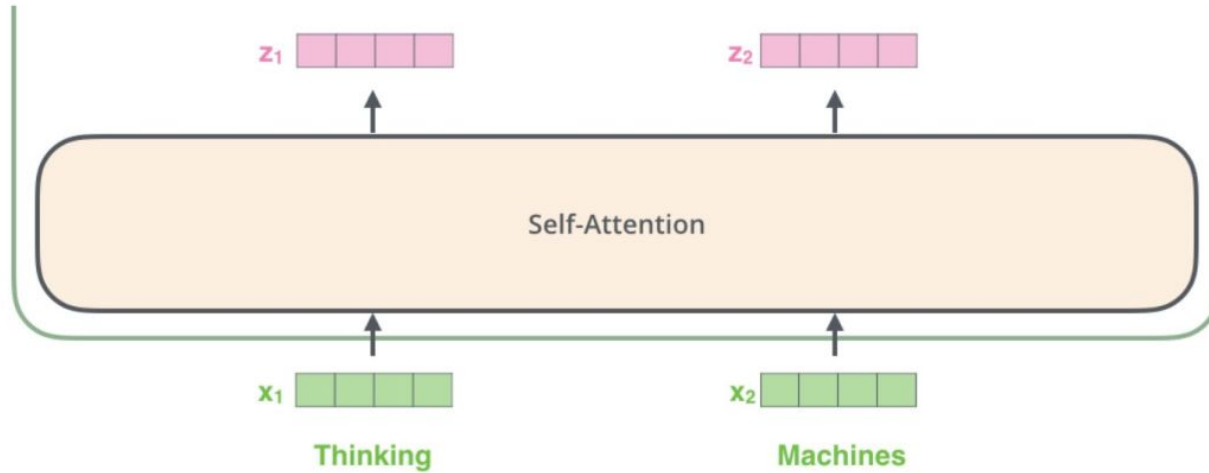 z₁ z₂
Self-Attention
x₁ x₂
Thinking Machines